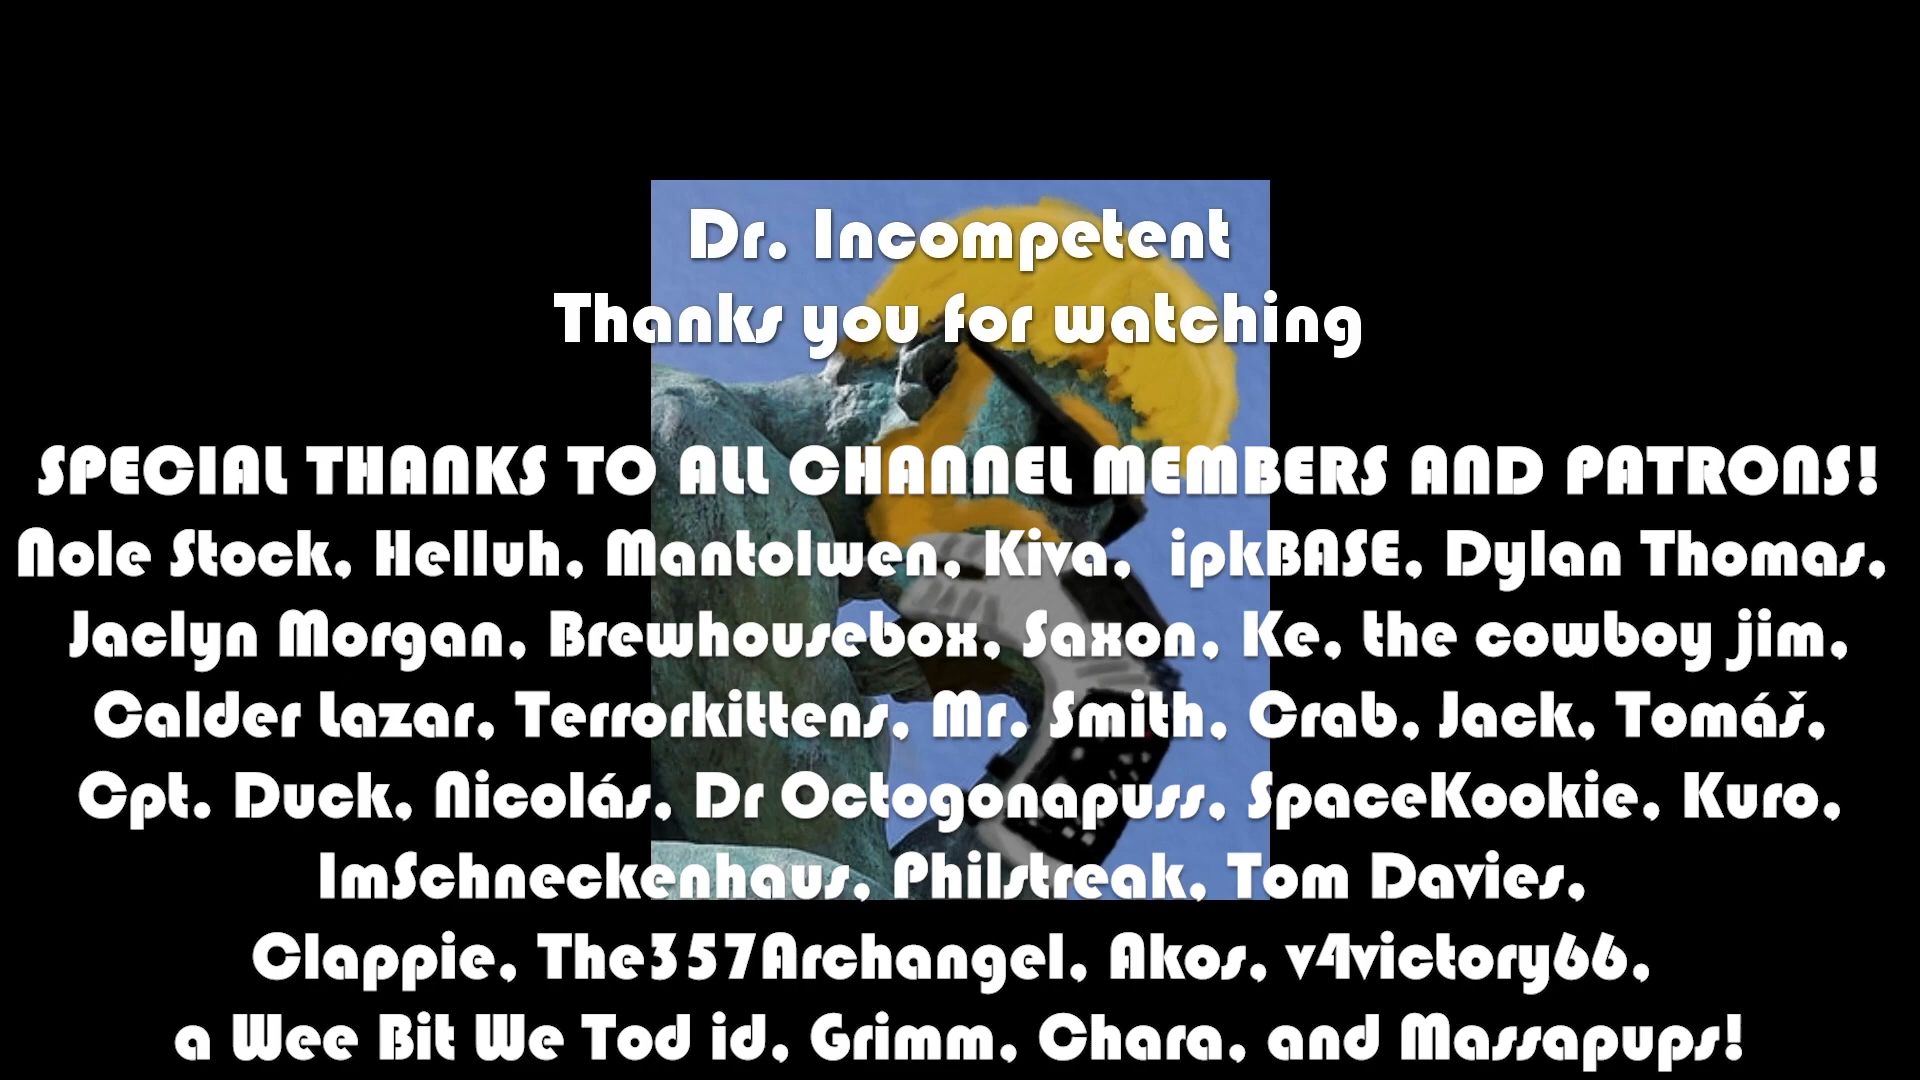 Dr. Incompetent
Thanks you for watching
SPECIAL THANKS TO ALL CHANNEL MEMBERS AND PATRONS!
Nole Stock, Helluh, Mantolwen, Kiva,  ipkBASE, Dylan Thomas,
Jaclyn Morgan, Brewhousebox, Saxon, Ke, the cowboy jim,
Calder Lazar, Terrorkittens, Mr. Smith, Crab, Jack, Tomáš,
Cpt. Duck, Nicolás, Dr Octogonapuss, SpaceKookie, Kuro,
ImSchneckenhaus, Philstreak, Tom Davies,
Clappie, The357Archangel, Akos, v4victory66,
a Wee Bit We Tod id, Grimm, Chara, and Massapups!